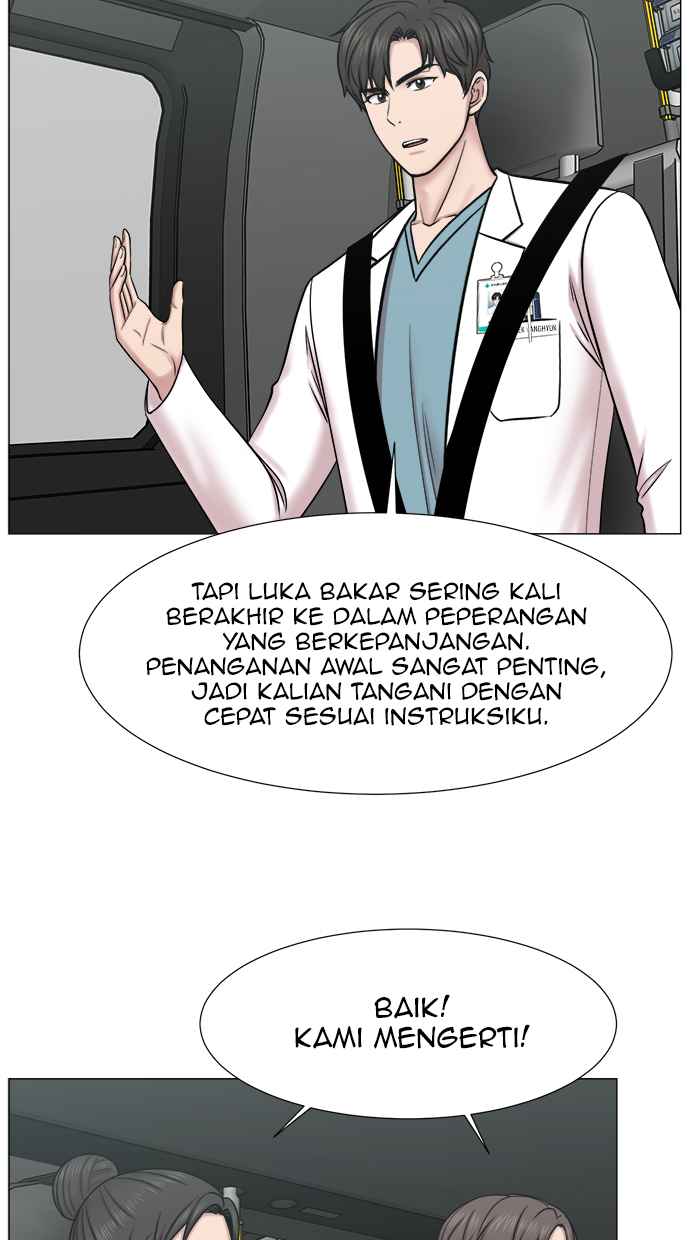 ANGHYUN
TAPI LUKA BAKAR SERING KALI
BERAKHIR KE DALAM PEPERANGAN
YANG BERKEPANJANGAN.
PENANGANAN AWAL SANGAT PENTING,
JADI KALIAN TANGANI DENGAN
CEPAT SESUAI INSTRUKSIKU.
BAIK!
KAMI MENGERTI!